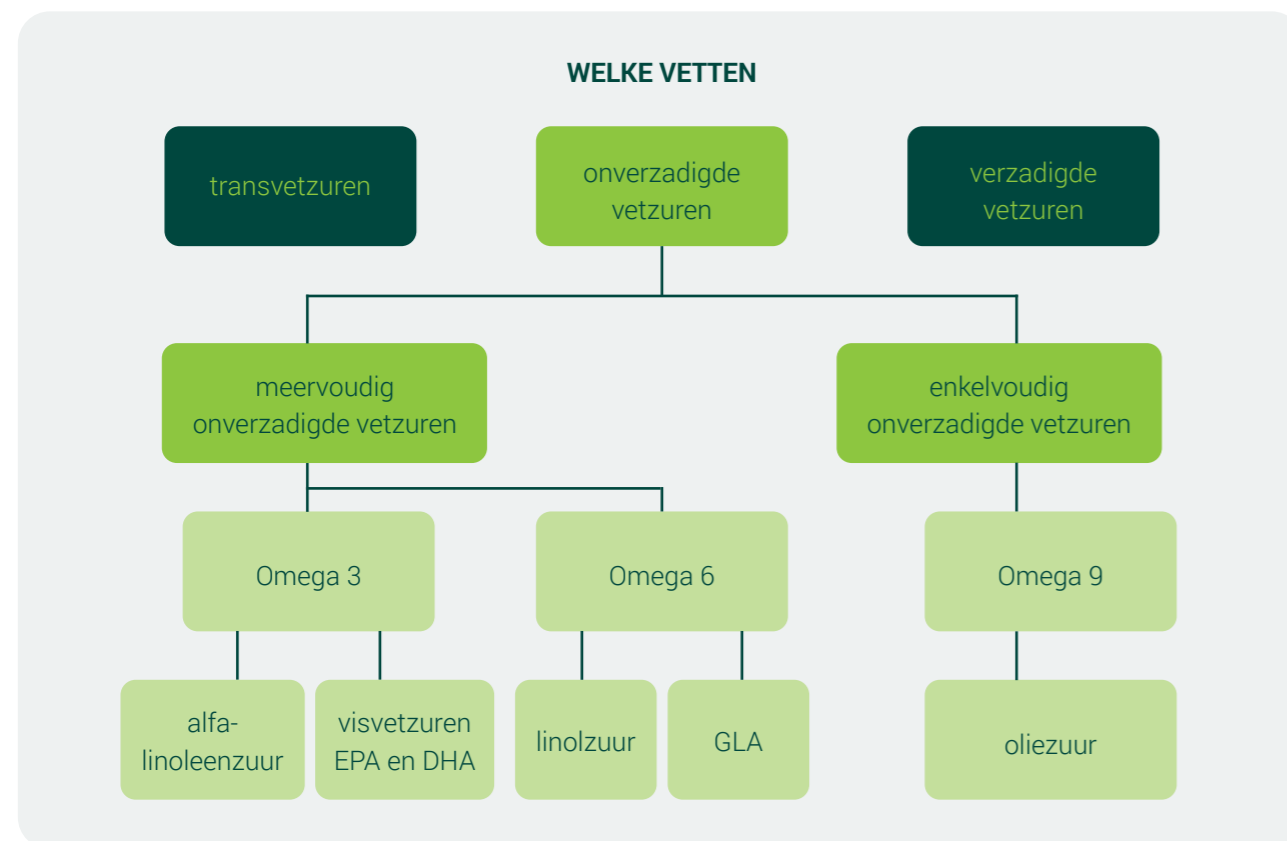 WELKE VETTEN
transvetzuren
onverzadigde
vetzuren
verzadigde
vetzuren
meervoudig
onverzadigde vetzuren
enkelvoudig
onverzadigde vetzuren
Omega 3
Omega 6
Omega 9
alfa-
linoleenzuur
visvetzuren
EPA en DHA
linolzuur
GLA
oliezuur